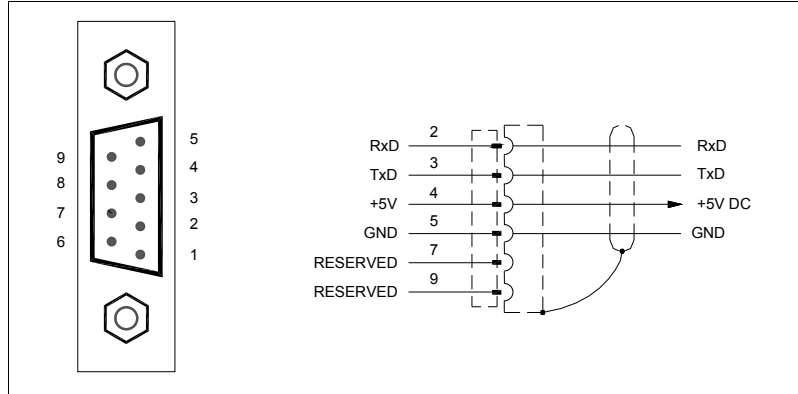 5
9
4
8
3
7
2
6
1
RxD 2 RxD
TxD 3 TxD
+5V 4 +5V DC
GND 5 GND
RESERVED 7
RESERVED 9